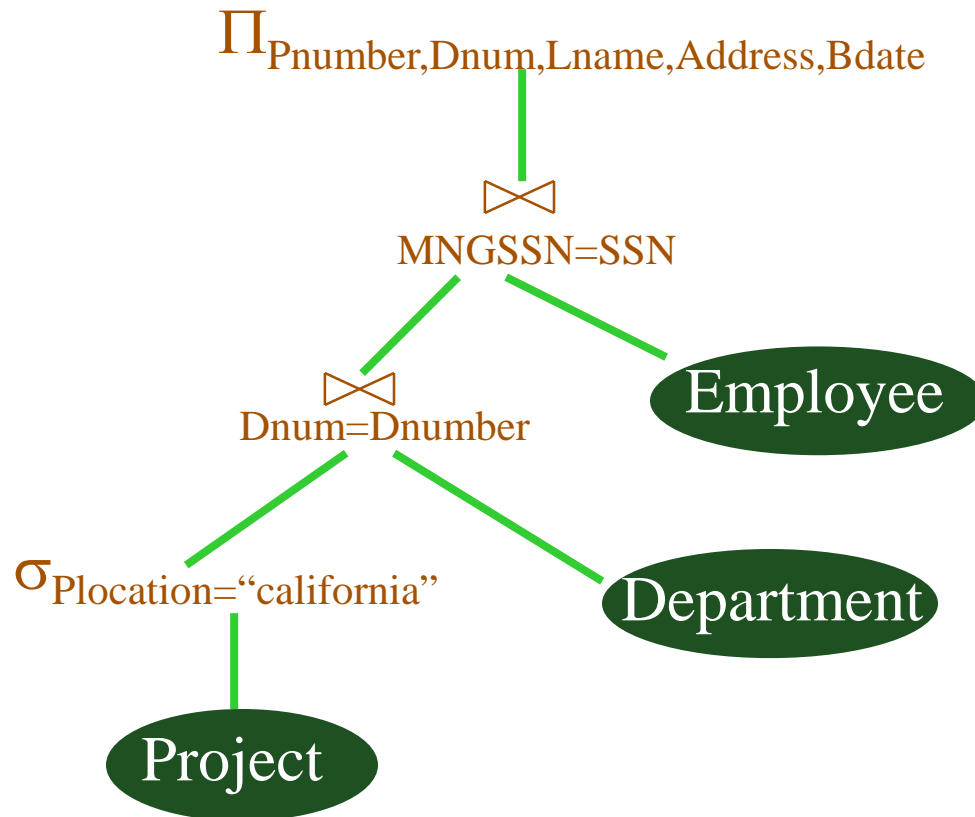 ΠPnumber,Dnum,Lname,Address,Bdate
⋈
MNGSSN=SSN
Employee
⋈
Dnum=Dnumber
σPlocation=“california”
Department
Project